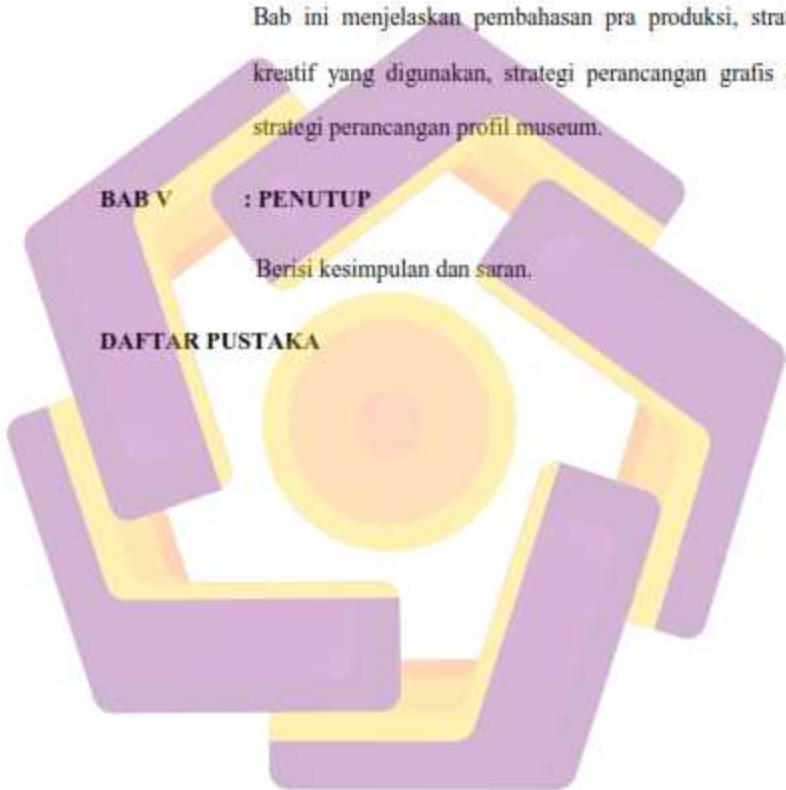 Bab ini menjelaskan pembahasan pra produksi,
kreatif yang digunakan, strategi perancangan grafis
strategi perancangan profil museum.
BAB V : PENUTUP
Berisi kesimpulan dan saran.
DAFTAR PUSTAKA